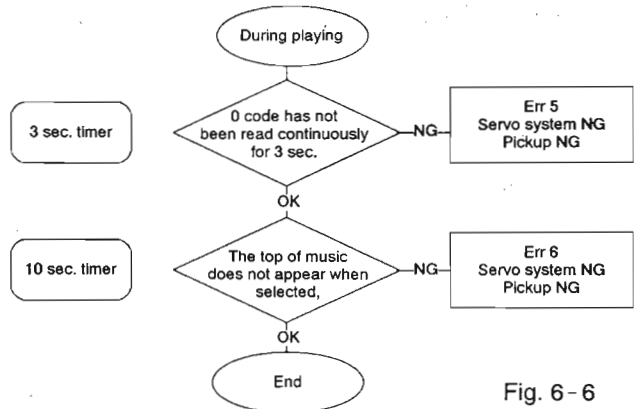 During playing
3 sec. timer
0 code has not
been read continuously
for 3 sec.
NG
Err 5
Servo system NG
Pickup NG
OK
10 sec. timer
The top of music
does not appear when
selected,
NG
Err 6
Servo system NG
Pickup NG
OK
End
Fig. 6-6